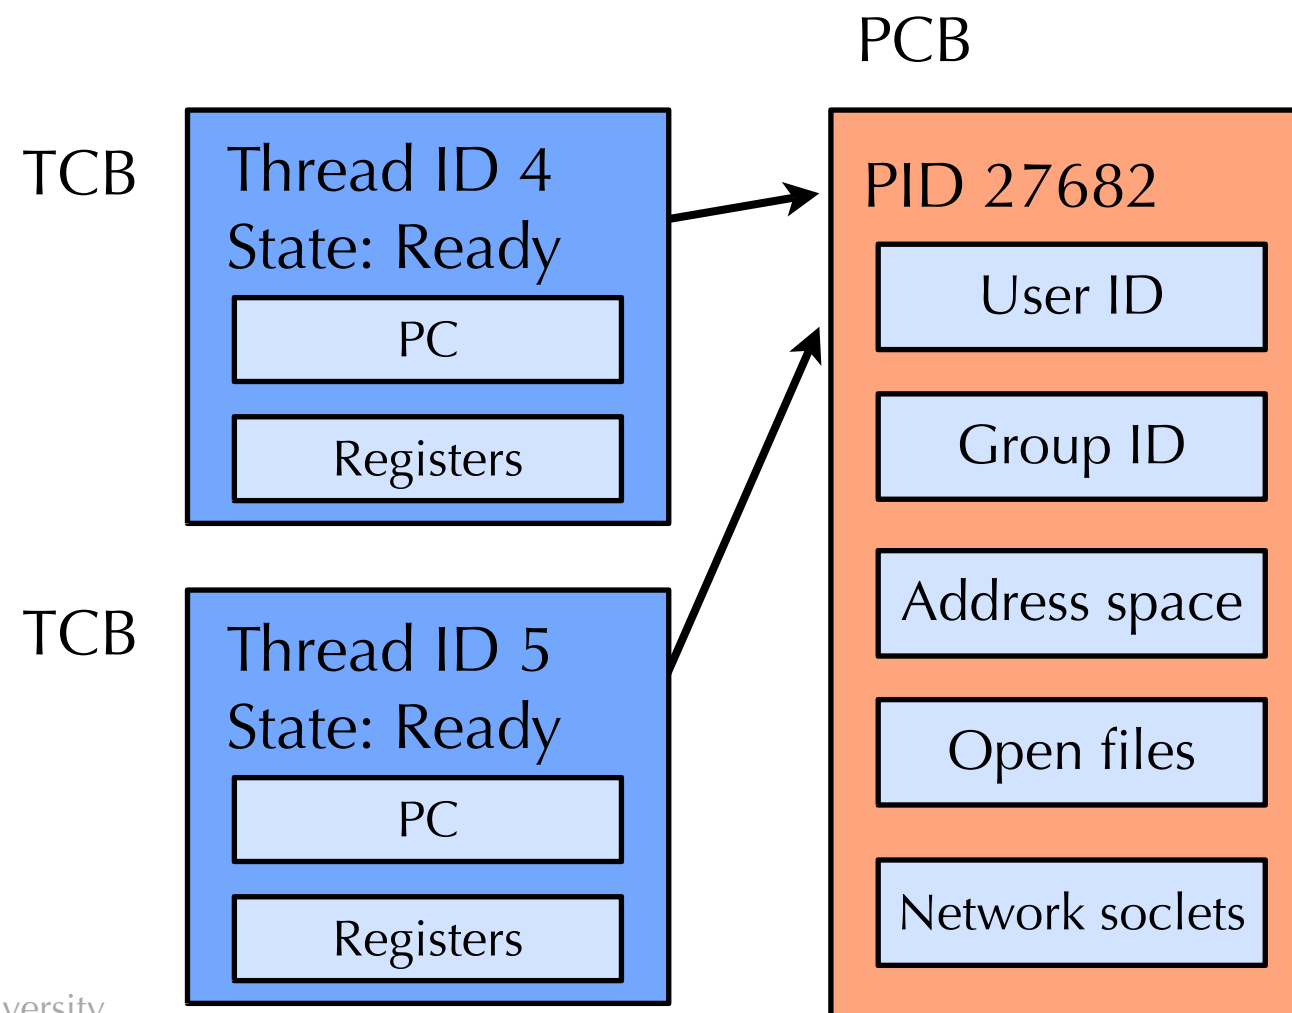 PCB
TCB
Thread ID 4
State: Ready
PC
Registers
TCB
Thread ID 5
State: Ready
PC
Registers
PID 27682
User ID
Group ID
Address space
Open files
Network soclets